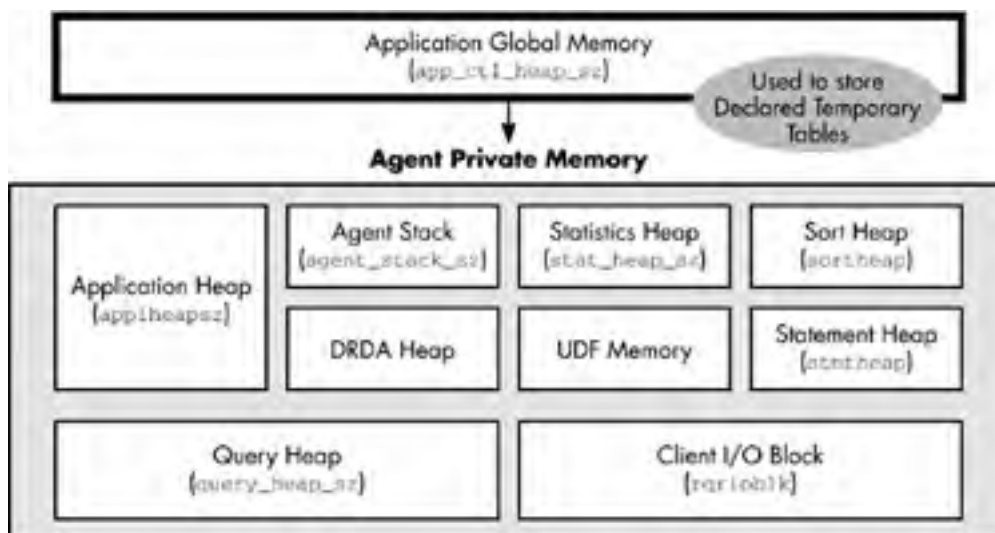 Application Global Memory
(app_ctl_heap_sz)
Used to store
Declared Temporary
Tables
Agent Private Memory
Application Heap
(applheapsz)
Agent Stack
(agent_stack_sz)
Statistics Heap
(stat_heap_sz)
Sort Heap
(sortheap)
DRDA Heap
UDF Memory
Statement Heap
(stmtheap)
Query Heap
(query_heap_sz)
Client I/O Block
(rqrioblk)